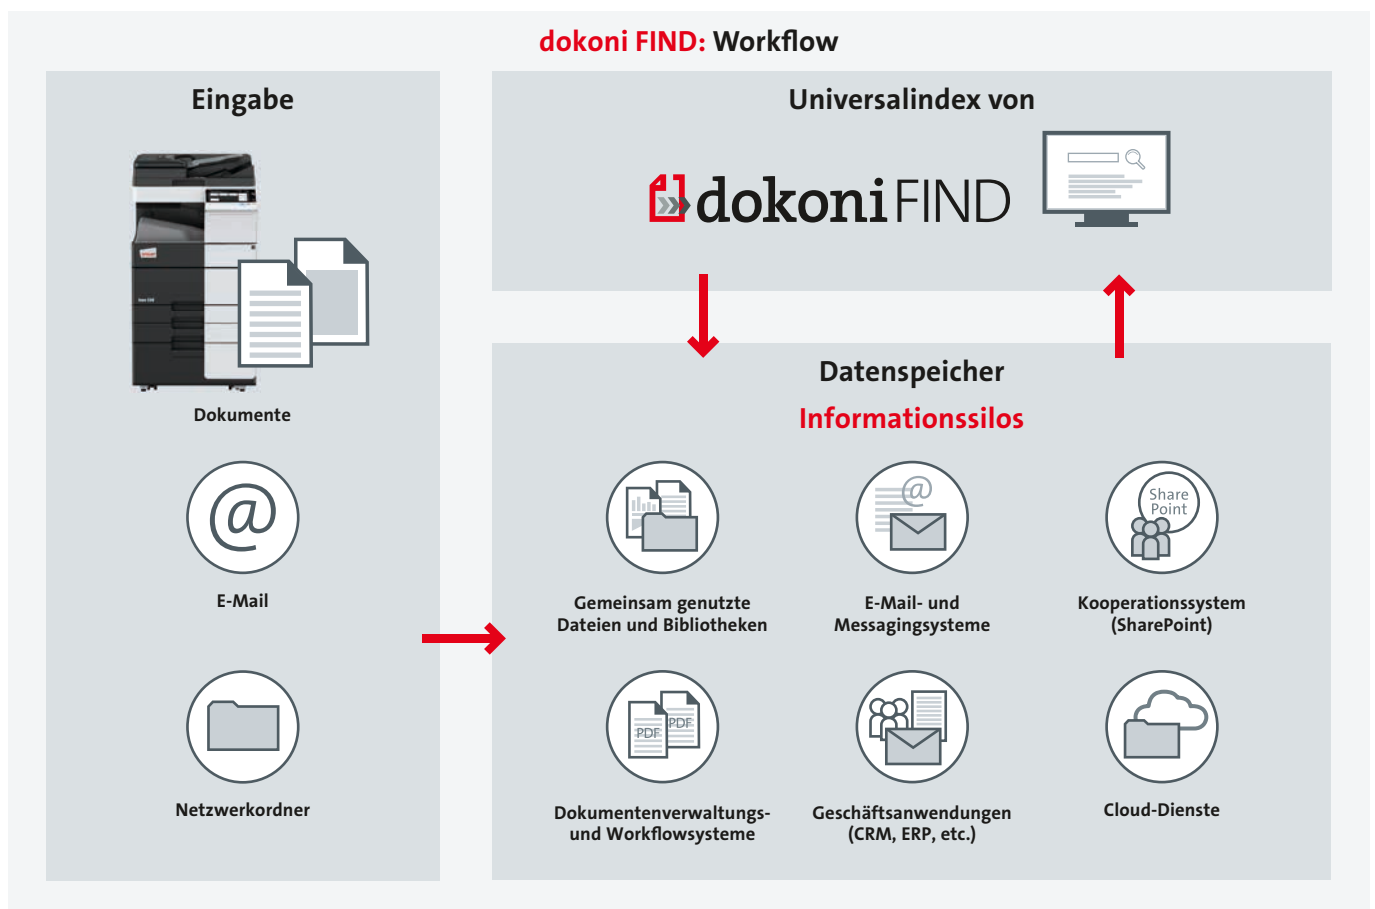 dokoni FIND: Workflow
Eingabe
Dokumente
E-Mail
Netzwerkordner
Universalindex von
dokoni FIND
Datenspeicher
Informationssilos
Share
Point
Gemeinsam genutzte
Dateien und Bibliotheken
E-Mail- und
Messagingsysteme
Kooperationssystem
(SharePoint)
PDF
PDF
Dokumentenverwaltungs-
und Workflowsysteme
Geschäftsanwendungen
(CRM, ERP, etc.)
Cloud-Dienste